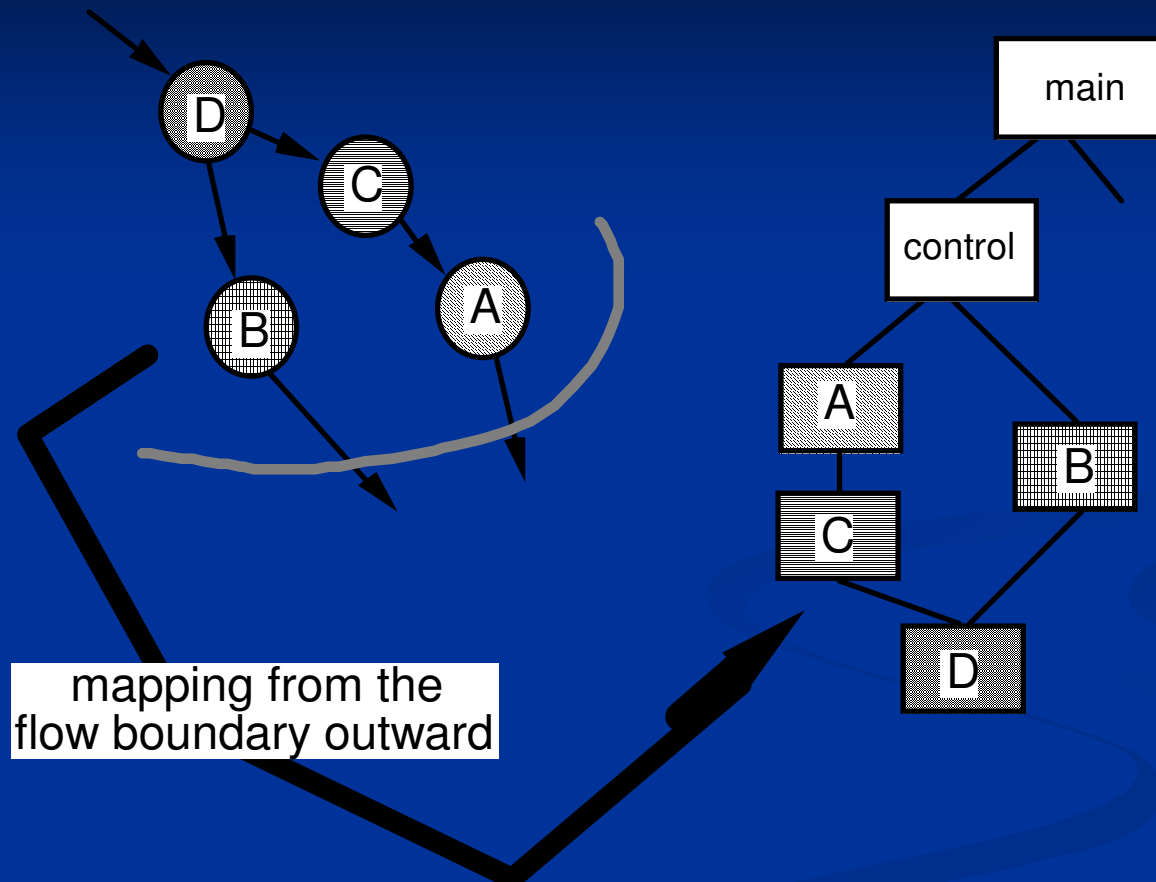 D
C
A
B
mapping from the
flow boundary outward
main
control
A
B
C
D